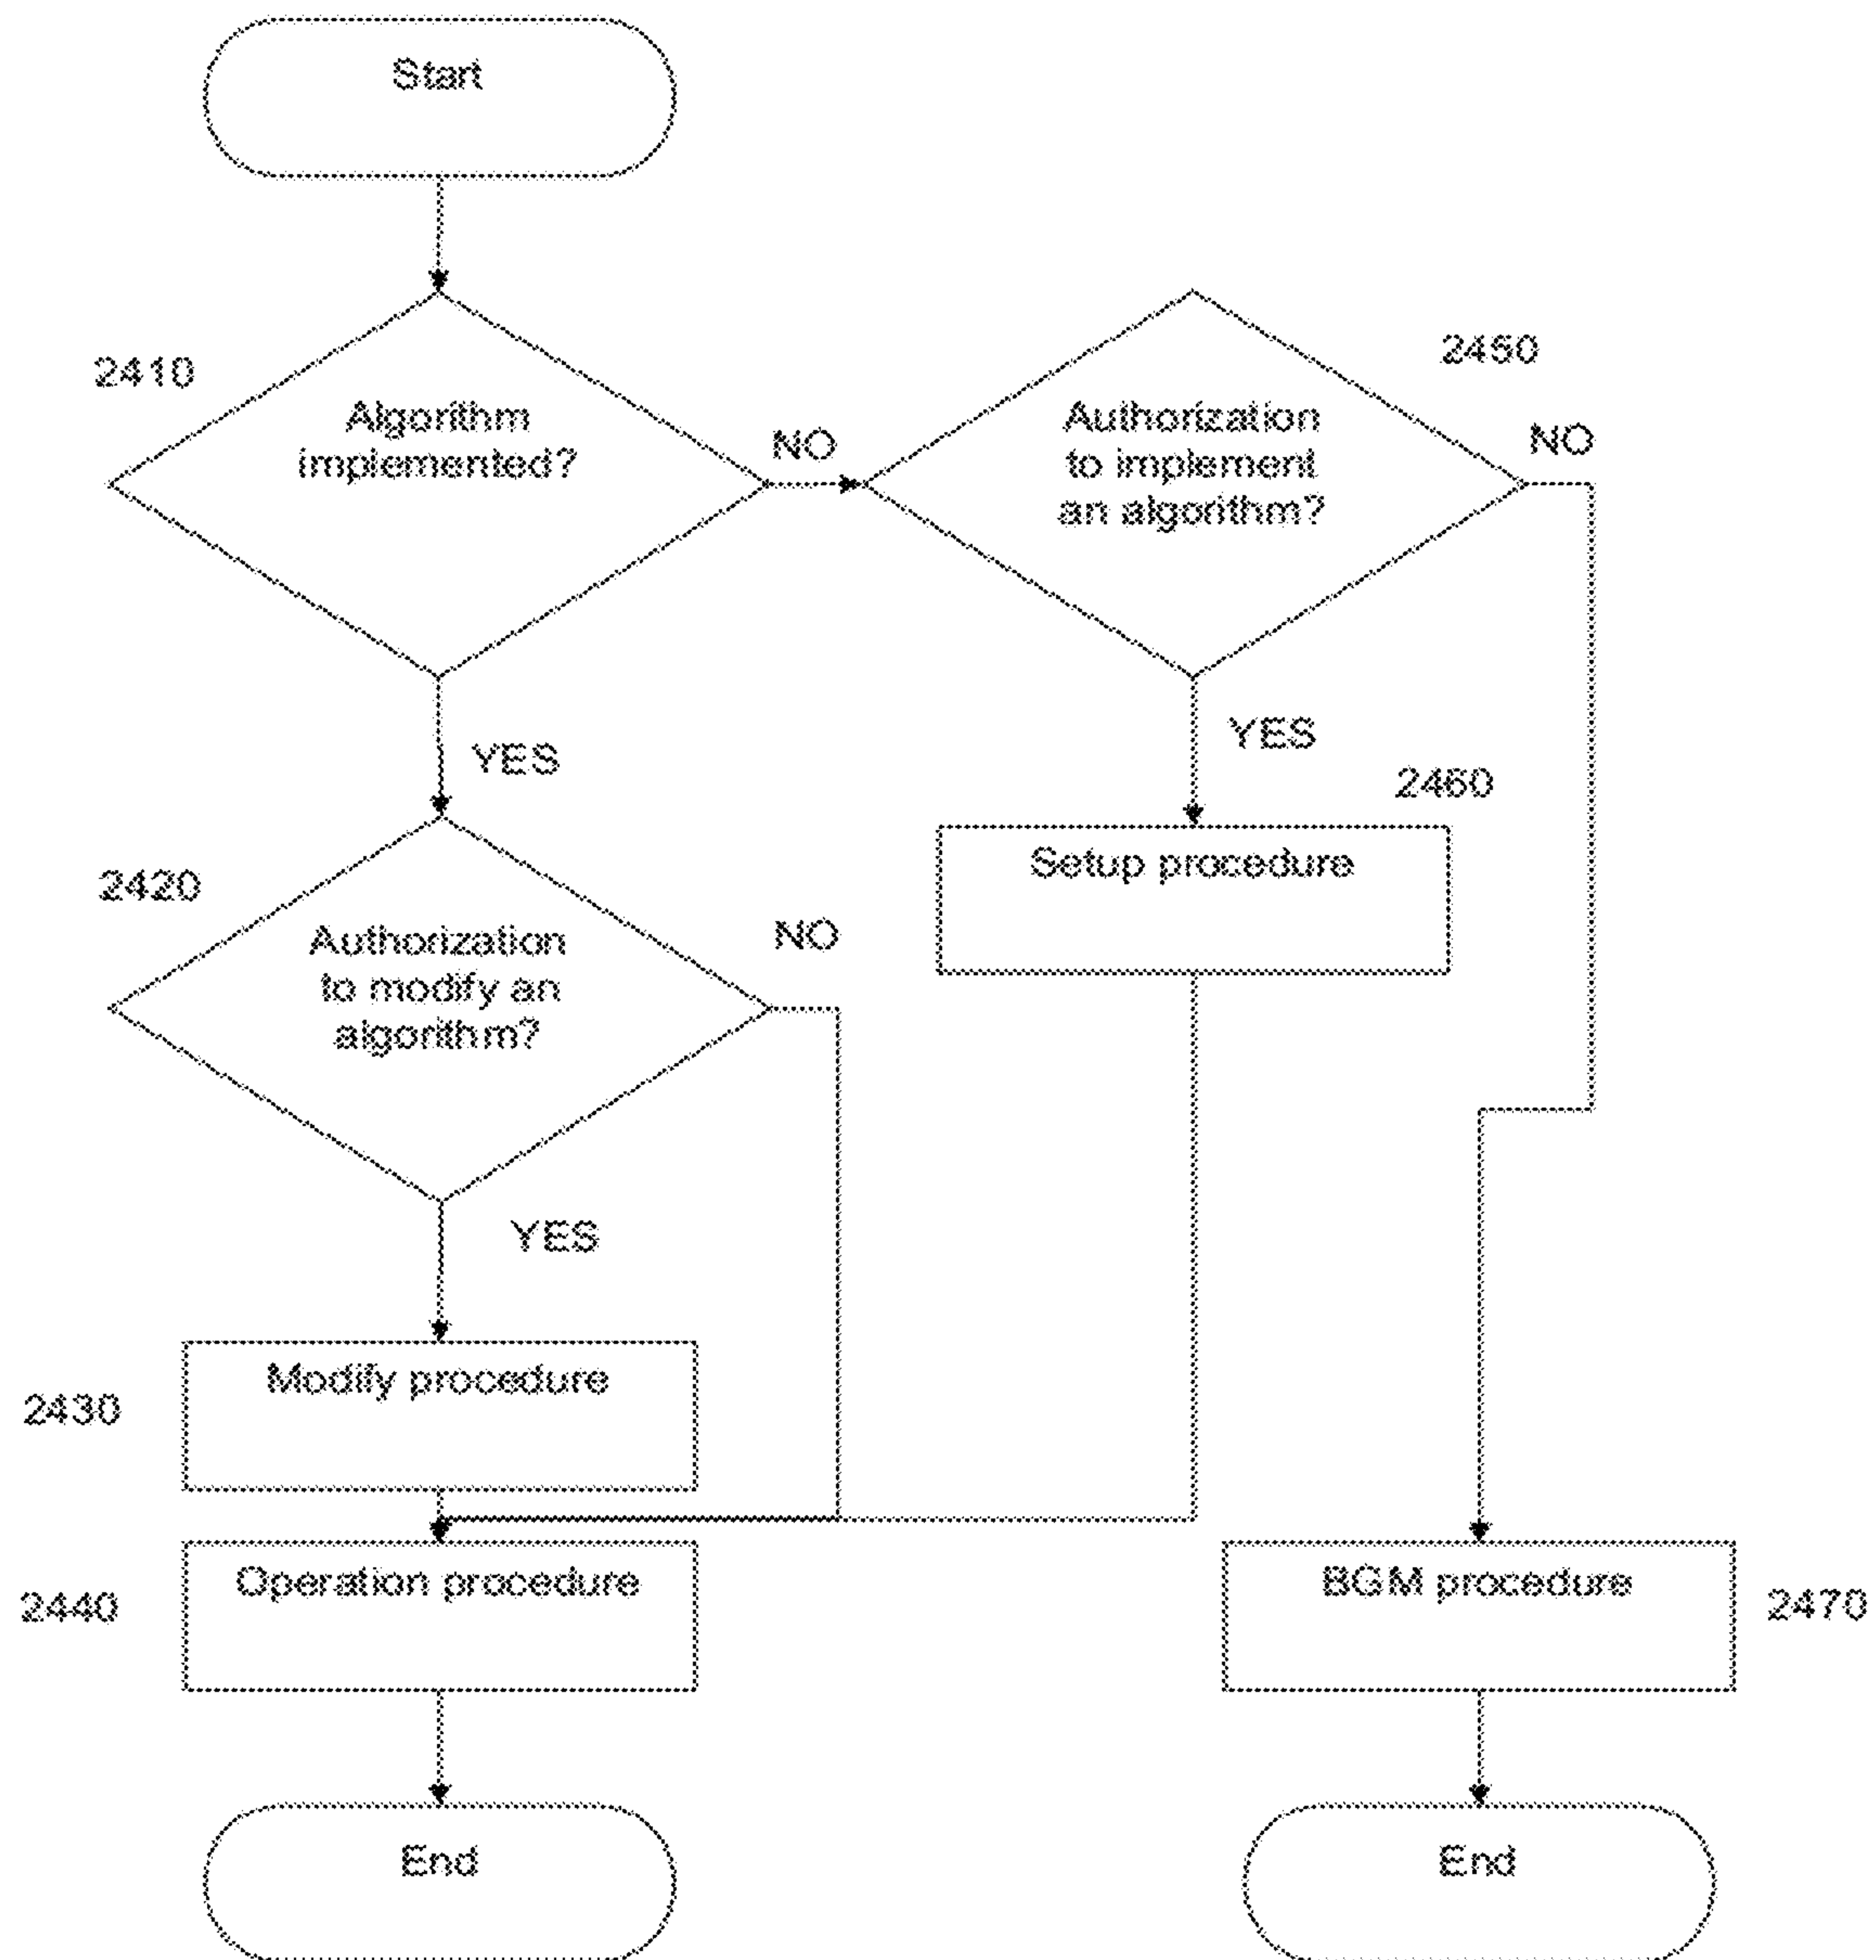 Start
2410
Algorithm
implemented?
NO
2450
Authorization
to implement
an algorithm?
NO
YES
YES
2460
Setup procedure
2420
Authorization
to modify an
algorithm?
NO
YES
2430
Modify procedure
2440
Operation procedure
BGM procedure
2470
End
End